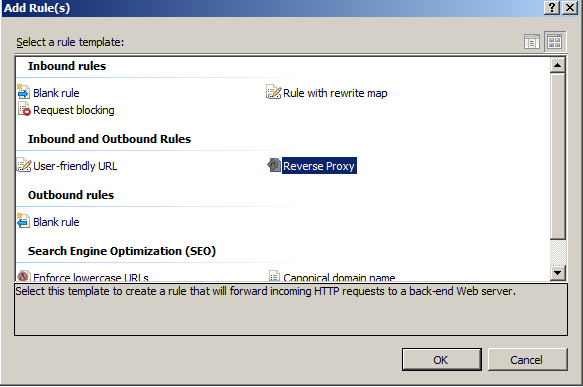 Add Rule(s)
Select a rule template:
Inbound rules
Blank rule
Rule with rewrite map
Request blocking
Inbound and Outbound Rules
User-friendly URL
Reverse Proxy
Outbound rules
Blank rule
Search Engine Optimization (SEO)
Enforce lowercase URLs
Canonical domain name
Select this template to create a rule that will forward incoming HTTP requests to a back-end Web server.
OK
Cancel